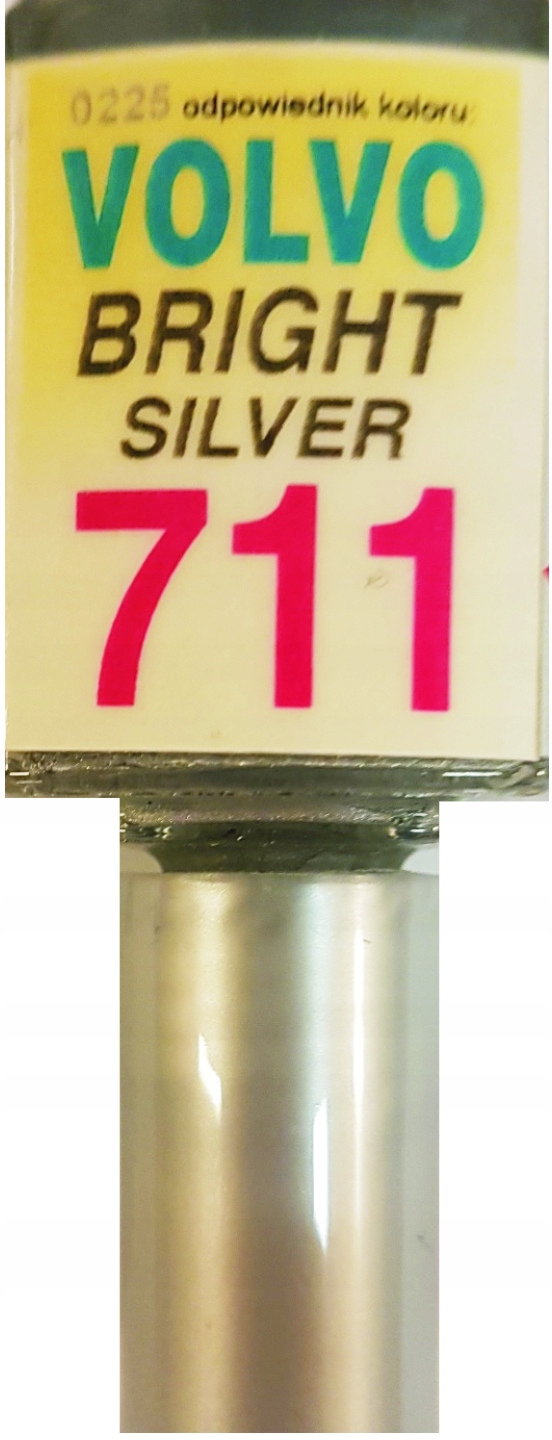 0225 odpowiednik koloru:
VOLVO
BRIGHT
SILVER
711